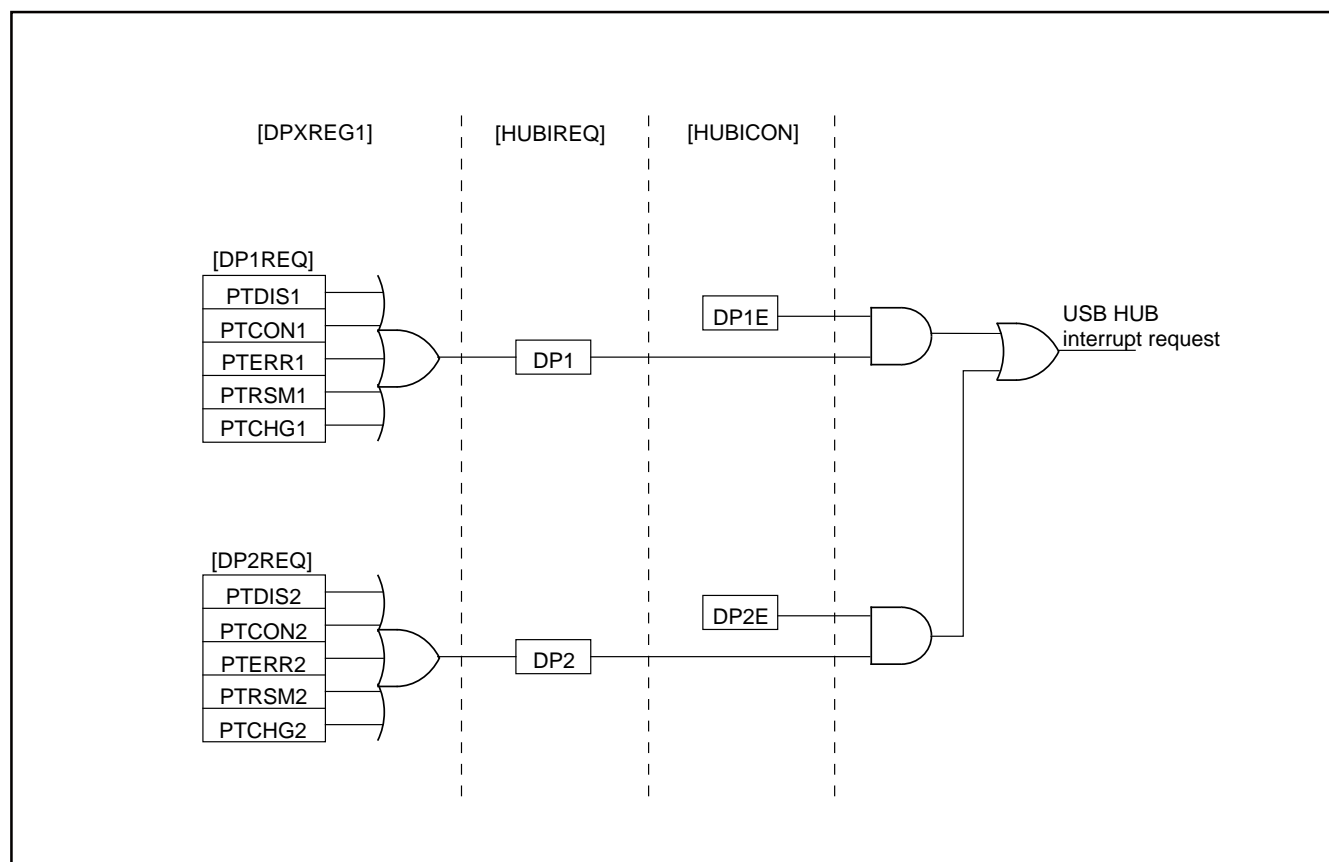 [DPXREG1]
[HUBIREQ]
[HUBICON]
[DP1REQ]
PTDIS1
PTCON1
PTERR1
PTRSM1
PTCHG1
DP1
DP1E
USB HUB
interrupt request
[DP2REQ]
PTDIS2
PTCON2
PTERR2
PTRSM2
PTCHG2
DP2
DP2E